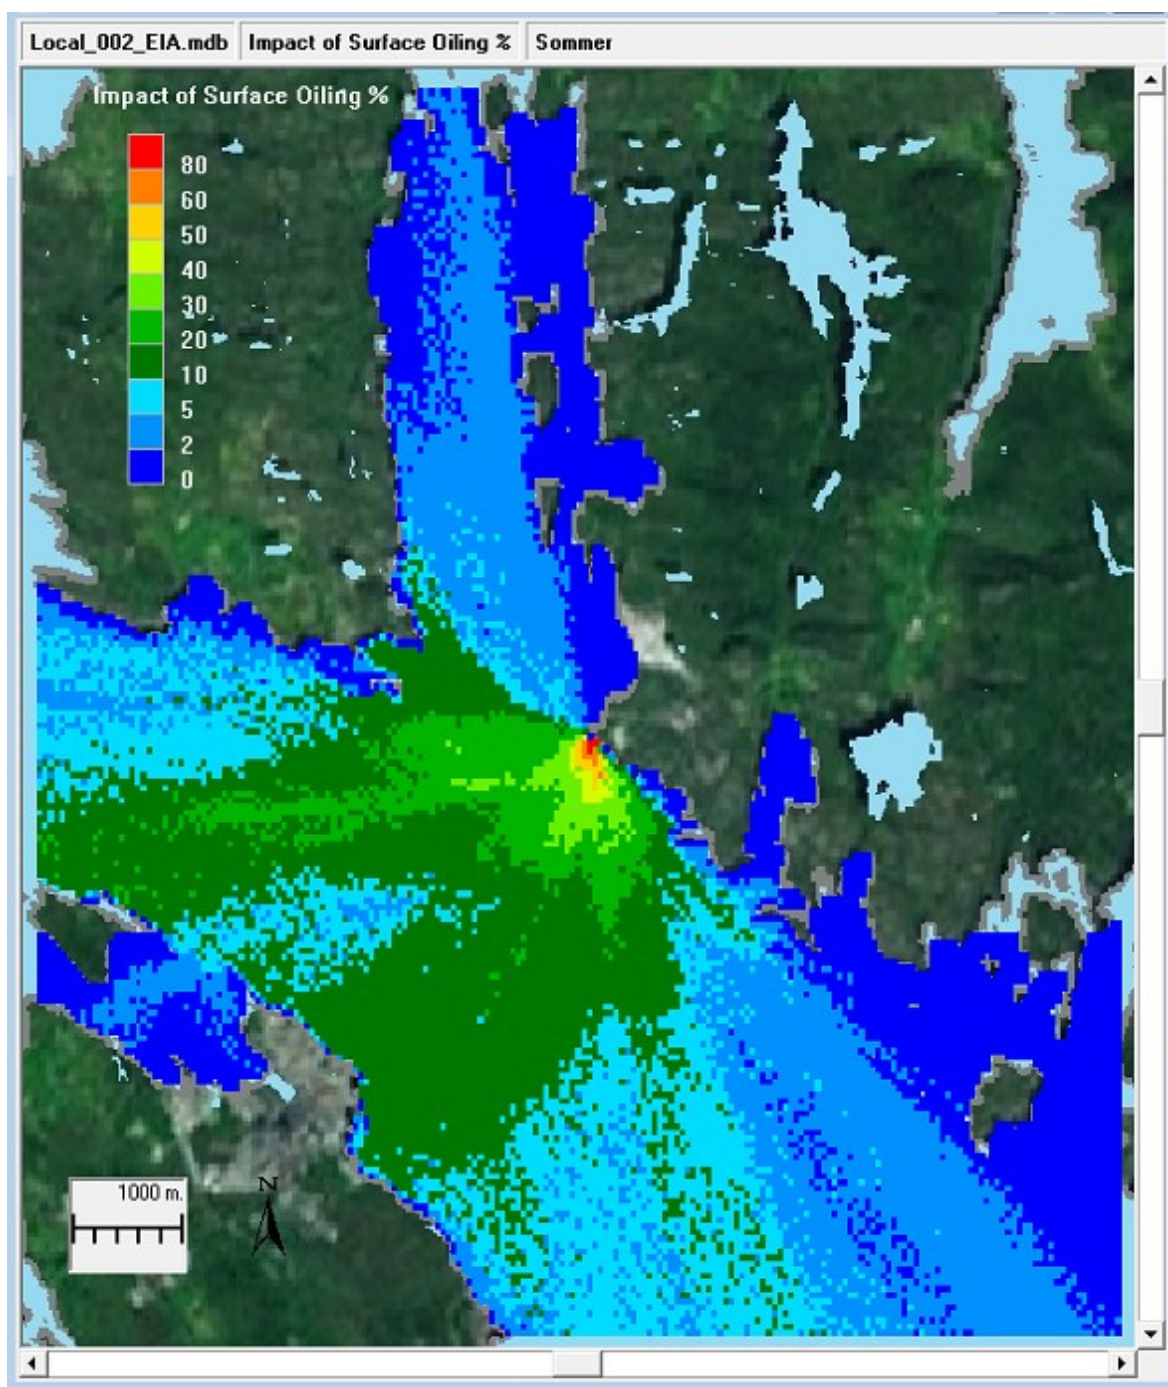 Local_002_EIA.mdb Impact of Surface Oiling % Sommer
Impact of Surface Oiling %
80
60
50
40
30
20
10
5
2
0
1000 m.
N